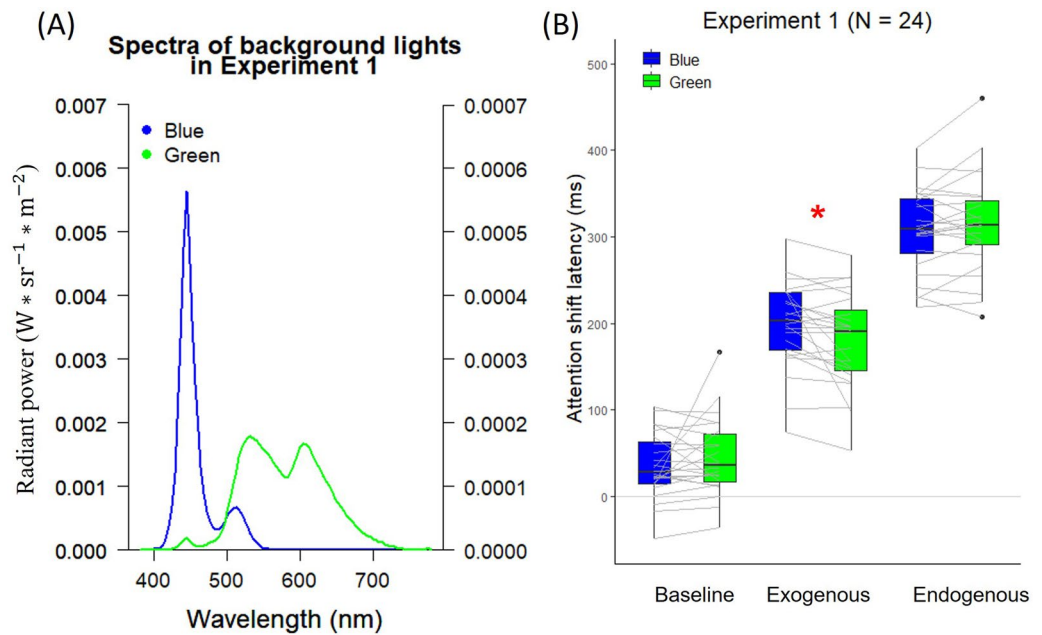 (A)
Spectra of background lights
in Experiment 1
Radiant power (W * sr⁻¹ * m⁻²)
0.007
0.006
0.005
0.004
0.003
0.002
0.001
0.000
Blue
Green
0.0007
0.0006
0.0005
0.0004
0.0003
0.0002
0.0001
0.0000
400 500 600 700
Wavelength (nm)
(B)
Experiment 1 (N = 24)
Attention shift latency (ms)
500
400
300
200
100
0
Blue
Green
*
Baseline Exogenous Endogenous